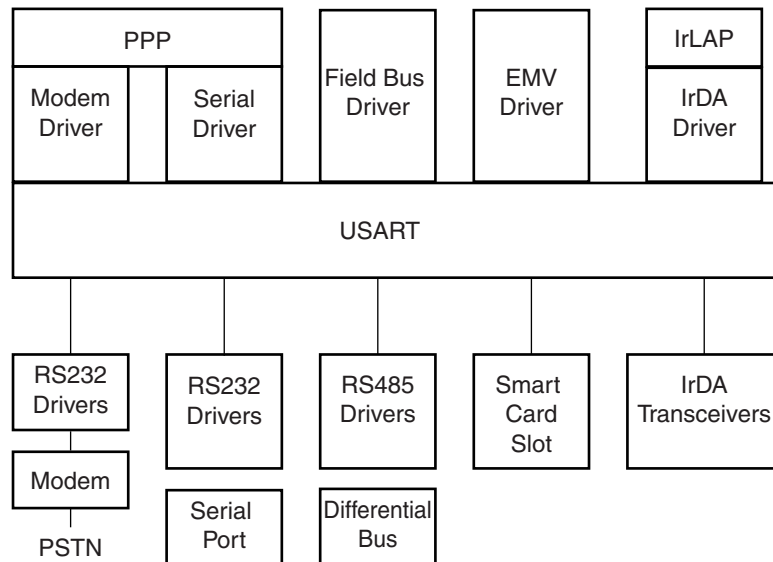 PPP
IrLAP
Modem
Driver
Serial
Driver
Field Bus
Driver
EMV
Driver
IrDA
Driver
USART
RS232
Drivers
RS232
Drivers
RS485
Drivers
Smart
Card
Slot
IrDA
Transceivers
Modem
PSTN
Serial
Port
Differential
Bus